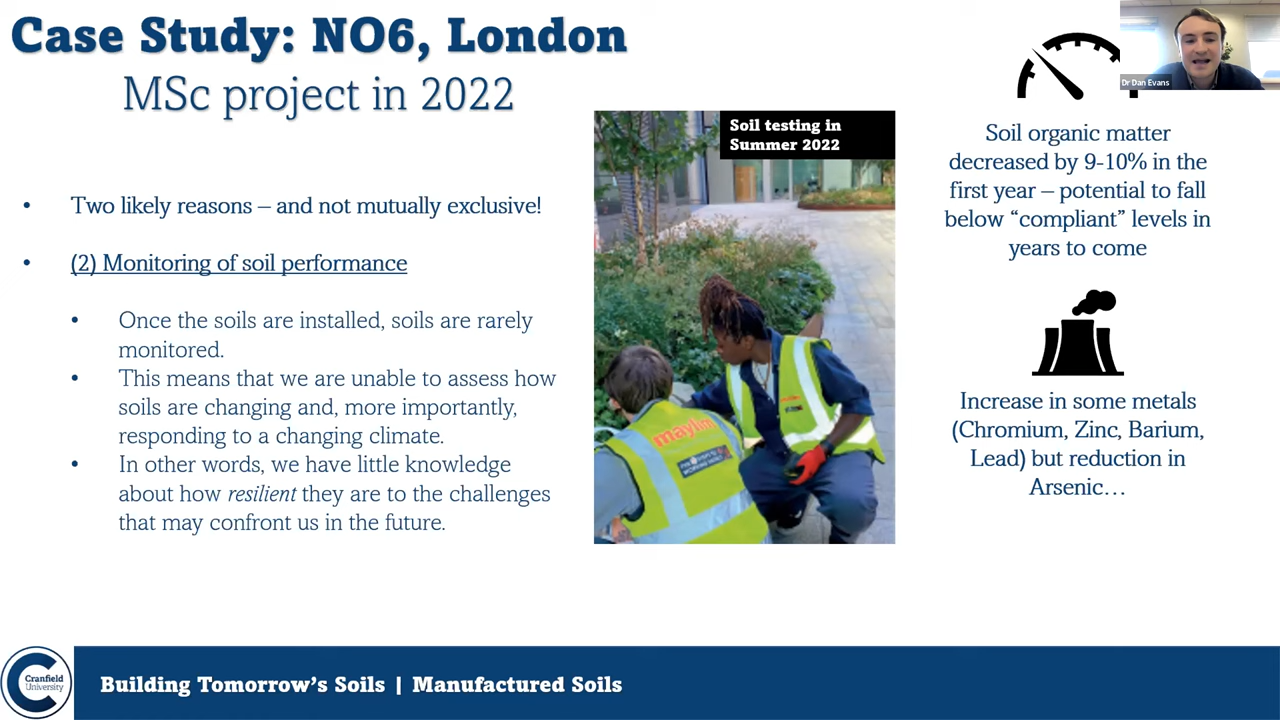 Case Study: NO6, London
MSc project in 2022
Two likely reasons – and not mutually exclusive!
(2) Monitoring of soil performance
Once the soils are installed, soils are rarely
monitored.
This means that we are unable to assess how
soils are changing and, more importantly,
responding to a changing climate.
In other words, we have little knowledge
about how resilient they are to the challenges
that may confront us in the future.
Soil testing in
Summer 2022
maylim
Dr Dan Evans
Soil organic matter
decreased by 9-10% in the
first year – potential to fall
below “compliant” levels in
years to come
Increase in some metals
(Chromium, Zinc, Barium,
Lead) but reduction in
Arsenic…
Cranfield
University
Building Tomorrow’s Soils | Manufactured Soils